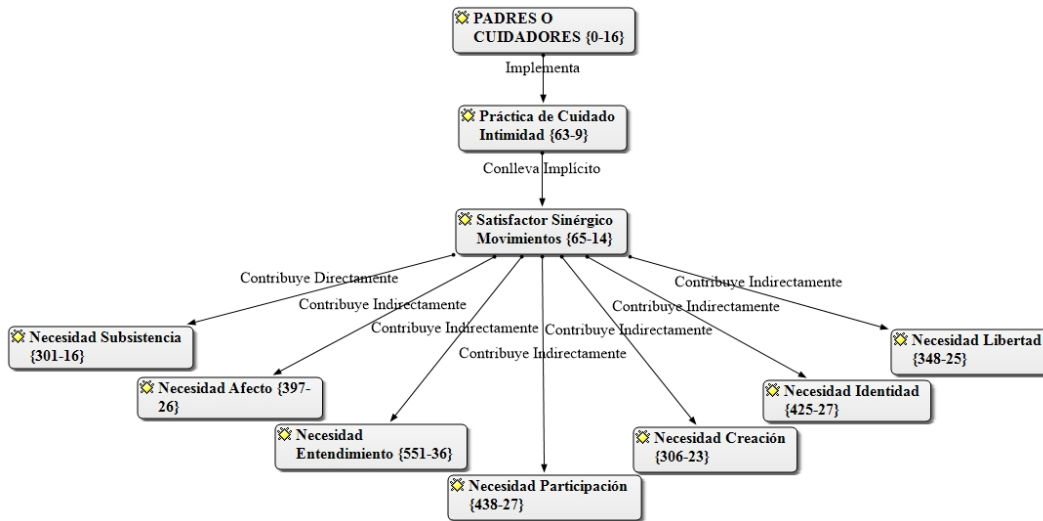 PADRES O
CUIDADORES {0-16}
Implementa
Práctica de Cuidado
Intimidad {63-9}
Conlleva Implícito
Satisfactor Sinérgico
Movimientos {65-14}
Contribuye Directamente
Contribuye Indirectamente
Contribuye Indirectamente
Contribuye Indirectamente
Contribuye Indirectamente
Contribuye Indirectamente
Contribuye Indirectamente
Necesidad Subsistencia
{301-16}
Necesidad Libertad
{348-25}
Necesidad Afecto {397-
26}
Necesidad Identidad
{425-27}
Necesidad
Entendimiento {551-36}
Necesidad Creación
{306-23}
Necesidad Participación
{438-27}